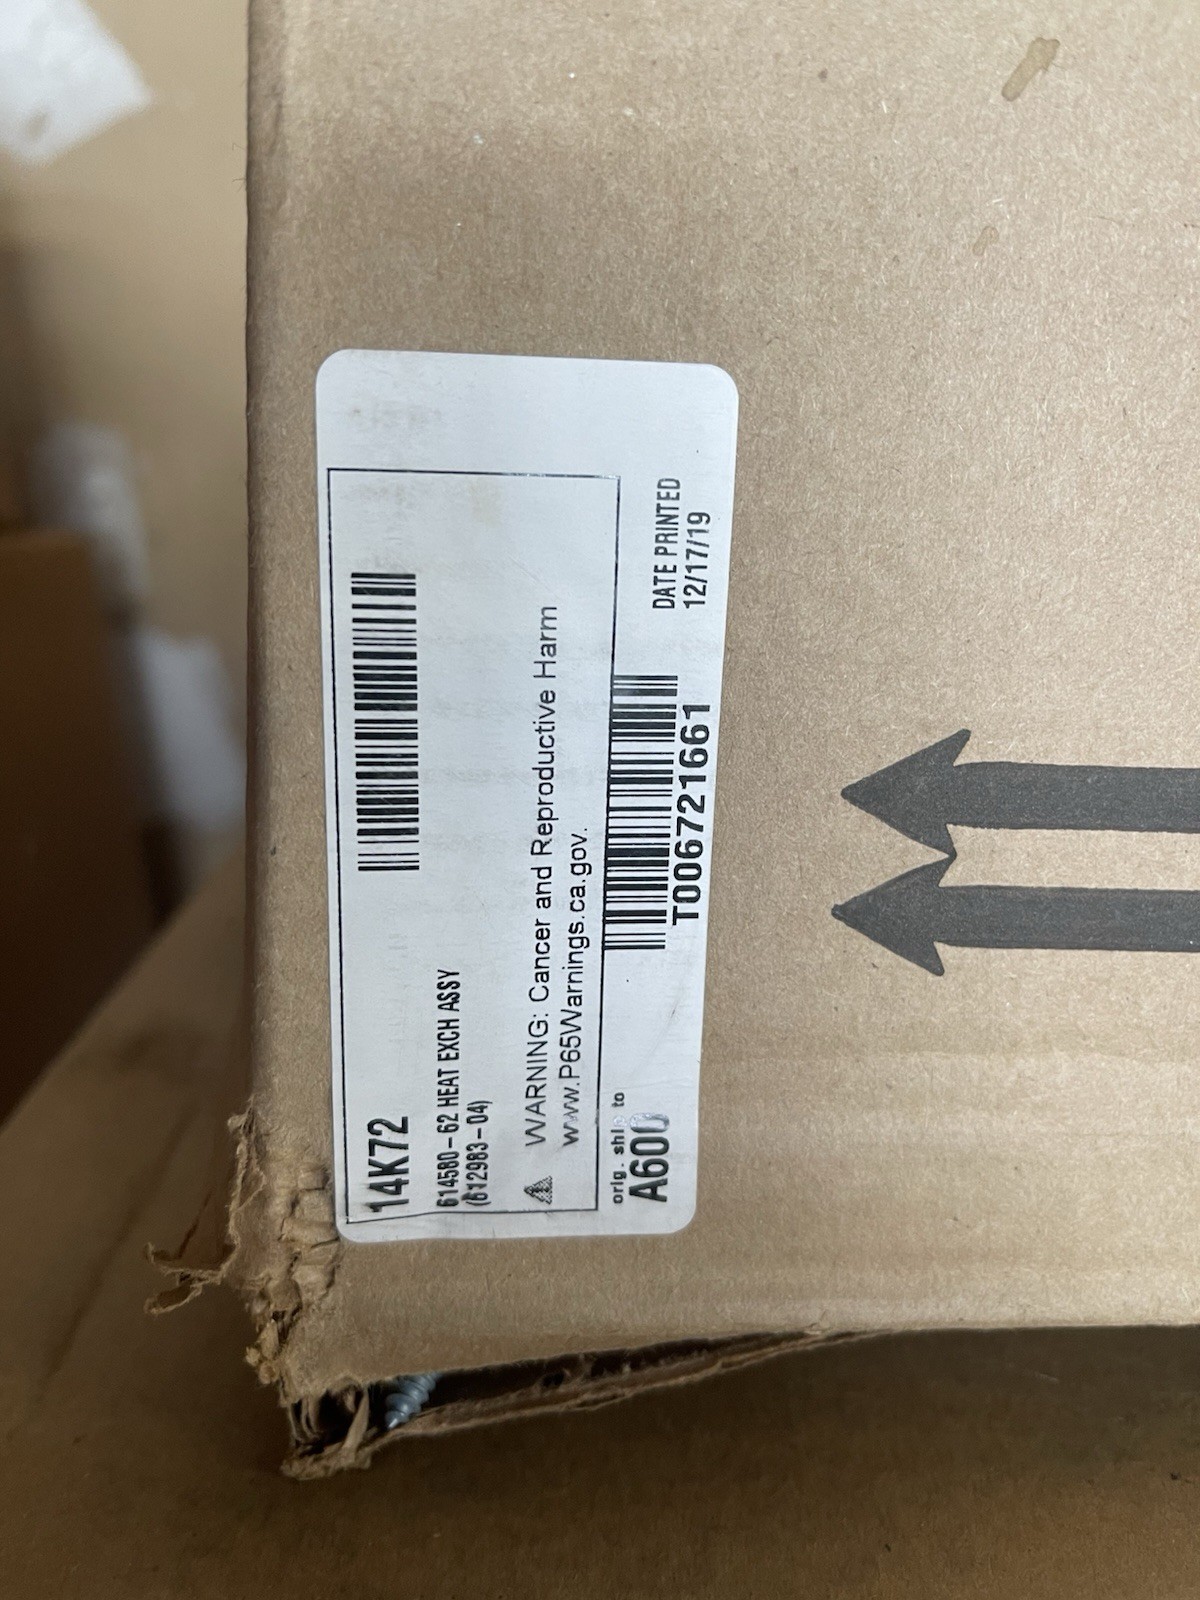 14K72
614580-62 HEAT EXCH ASSY
(612983-04)
WARNING: Cancer and Reproductive Harm
www.P65Warnings.ca.gov.
orig. ship to
A600
T006721661
DATE PRINTED
12/17/19